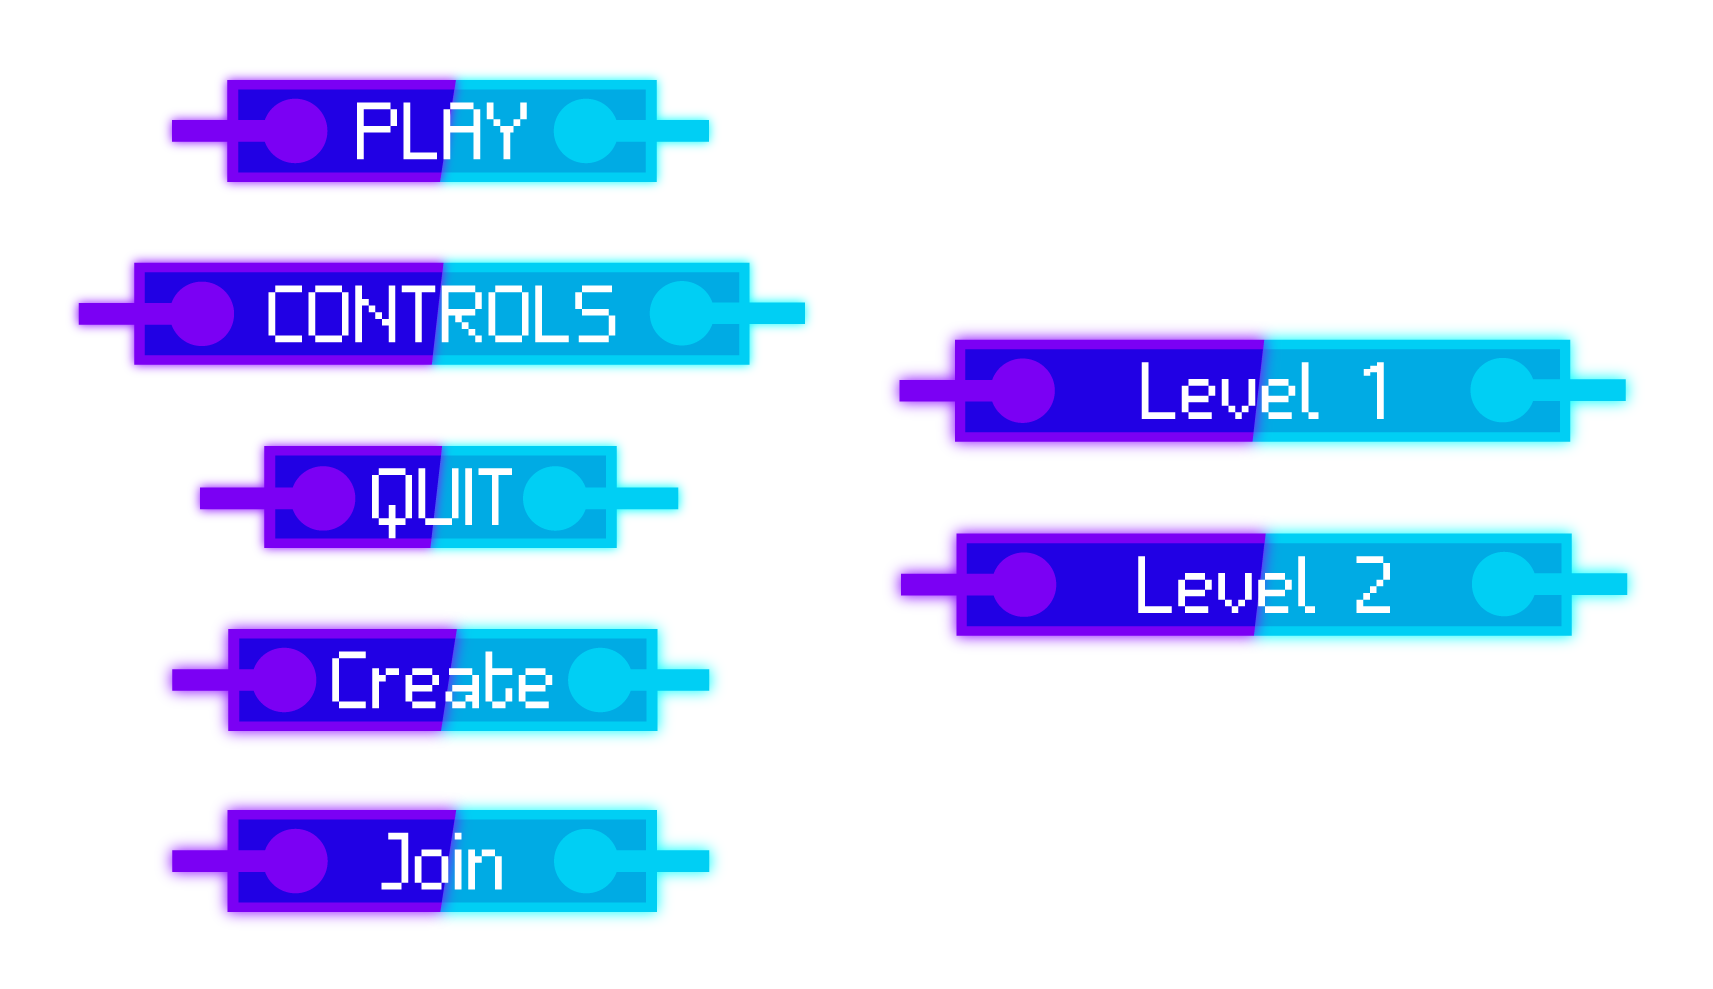 PLAY
CONTROLS
QUIT
Create
Join
Level 1
Level 2